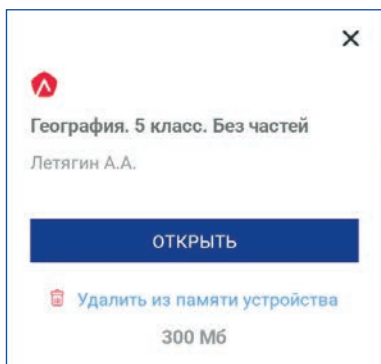 География. 5 класс. Без частей
Летягин А.А.
ОТКРЫТЬ
Удалить из памяти устройства
300 Мб